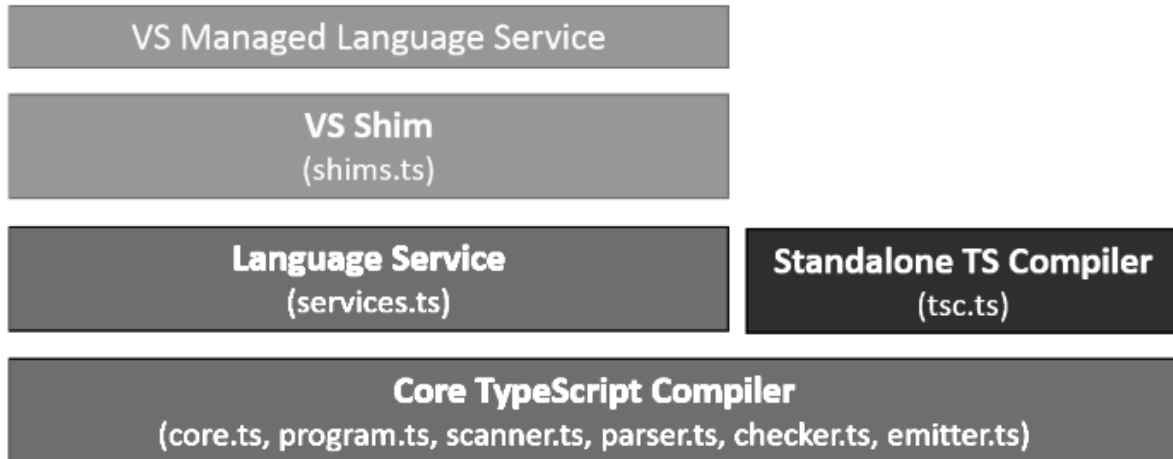 VS Managed Language Service
VS Shim
(shims.ts)
Language Service
(services.ts)
Standalone TS Compiler
(tsc.ts)
Core TypeScript Compiler
(core.ts, program.ts, scanner.ts, parser.ts, checker.ts, emitter.ts)